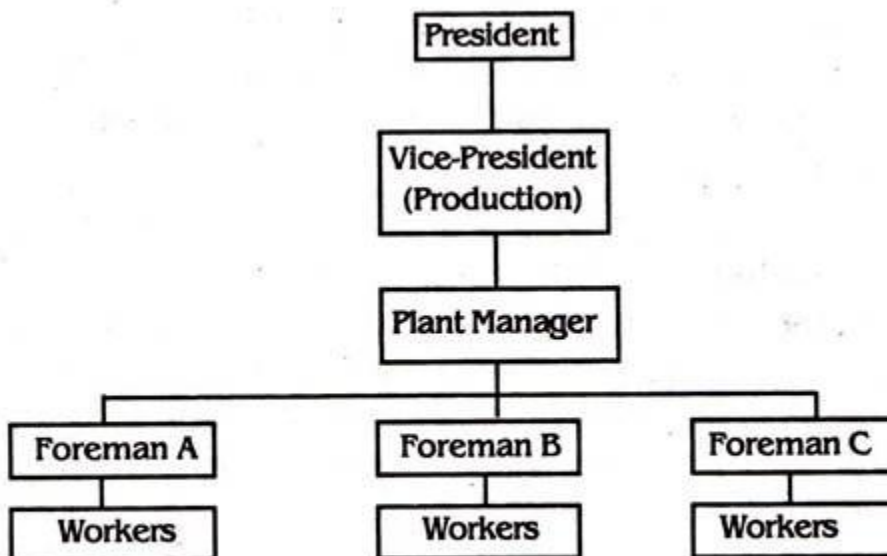 President
Vice-President
(Production)
Plant Manager
Foreman A
Foreman B
Foreman C
Workers
Workers
Workers